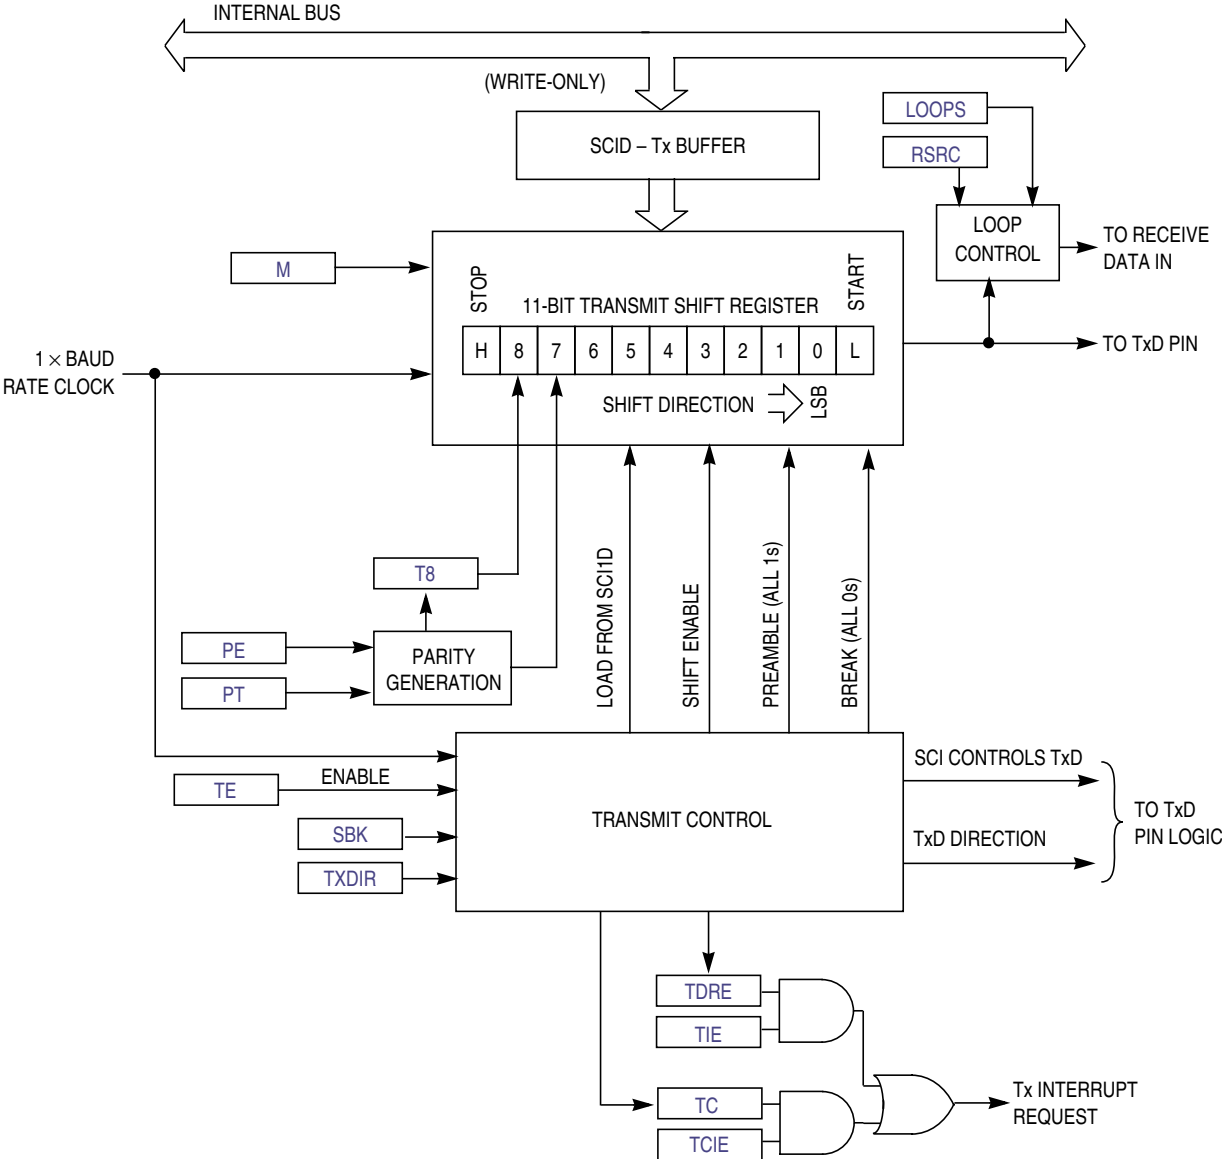 INTERNAL BUS
(WRITE-ONLY)
SCID – Tx BUFFER
LOOPS
RSRC
LOOP
CONTROL
TO RECEIVE
DATA IN
M
STOP
11-BIT TRANSMIT SHIFT REGISTER
START
H 8 7 6 5 4 3 2 1 0 L
TO TxD PIN
1 × BAUD
RATE CLOCK
SHIFT DIRECTION
LSB
T8
PE
PT
PARITY
GENERATION
LOAD FROM SCI1D
SHIFT ENABLE
PREAMBLE (ALL 1s)
BREAK (ALL 0s)
TE
ENABLE
SBK
TXDIR
TRANSMIT CONTROL
SCI CONTROLS TxD
TxD DIRECTION
TO TxD
PIN LOGIC
TDRE
TIE
TC
TCIE
Tx INTERRUPT
REQUEST